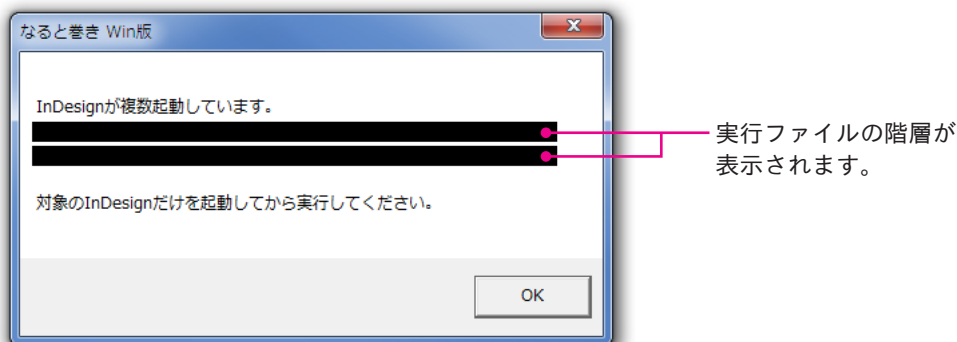 なると巻き Win版
InDesignが複数起動しています。
実行ファイルの階層が
表示されます。
対象のInDesignだけを起動してから実行してください。
OK